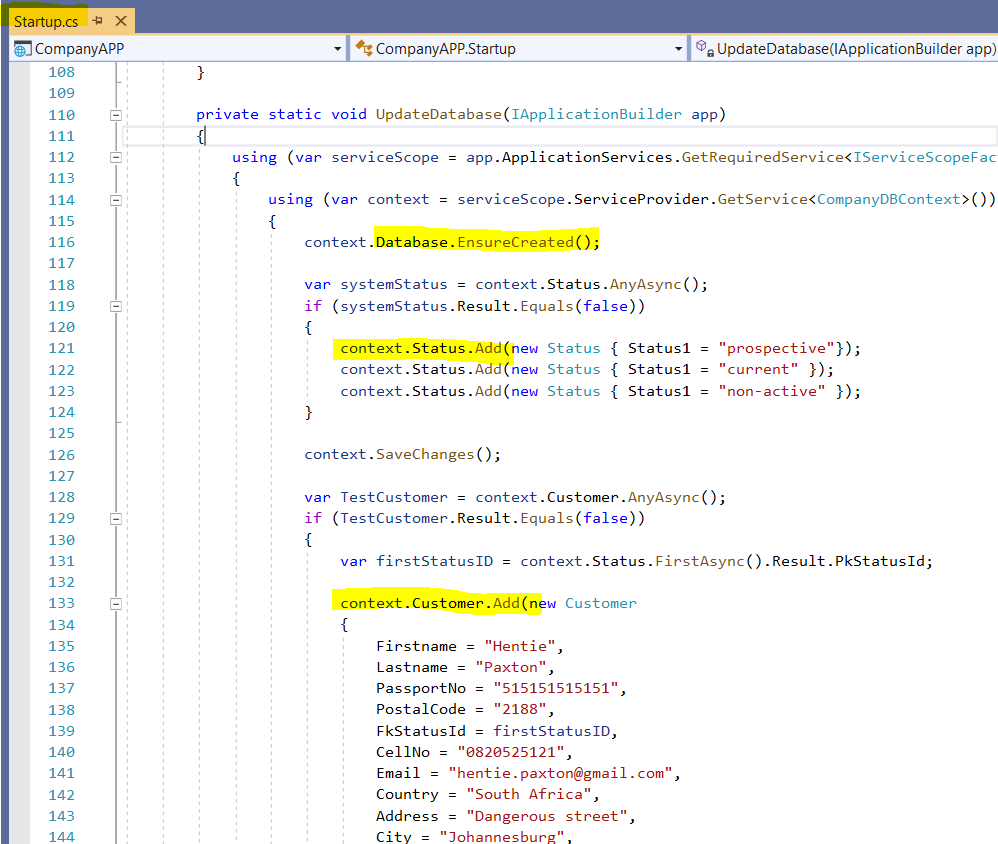 Startup.cs
CompanyAPP CompanyAPP.Startup UpdateDatabase(IApplicationBuilder app)
108 }
109
110 private static void UpdateDatabase(IApplicationBuilder app)
111 {
112 using (var serviceScope = app.ApplicationServices.GetRequiredService<IServiceScopeFac
113 {
114 using (var context = serviceScope.ServiceProvider.GetService<CompanyDBContext>())
115 {
116 context.Database.EnsureCreated();
117
118 var systemStatus = context.Status.AnyAsync();
119 if (systemStatus.Result.Equals(false))
120 {
121 context.Status.Add(new Status { Status1 = "prospective"});
122 context.Status.Add(new Status { Status1 = "current" });
123 context.Status.Add(new Status { Status1 = "non-active" });
124 }
125
126 context.SaveChanges();
127
128 var TestCustomer = context.Customer.AnyAsync();
129 if (TestCustomer.Result.Equals(false))
130 {
131 var firstStatusID = context.Status.FirstAsync().Result.PkStatusId;
132
133 context.Customer.Add(new Customer
134 {
135 Firstname = "Hentie",
136 Lastname = "Paxton",
137 PassportNo = "515151515151",
138 PostalCode = "2188",
139 FkStatusId = firstStatusID,
140 CellNo = "0820525121",
141 Email = "hentie.paxton@gmail.com",
142 Country = "South Africa",
143 Address = "Dangerous street",
144 City = "Johannesburg",